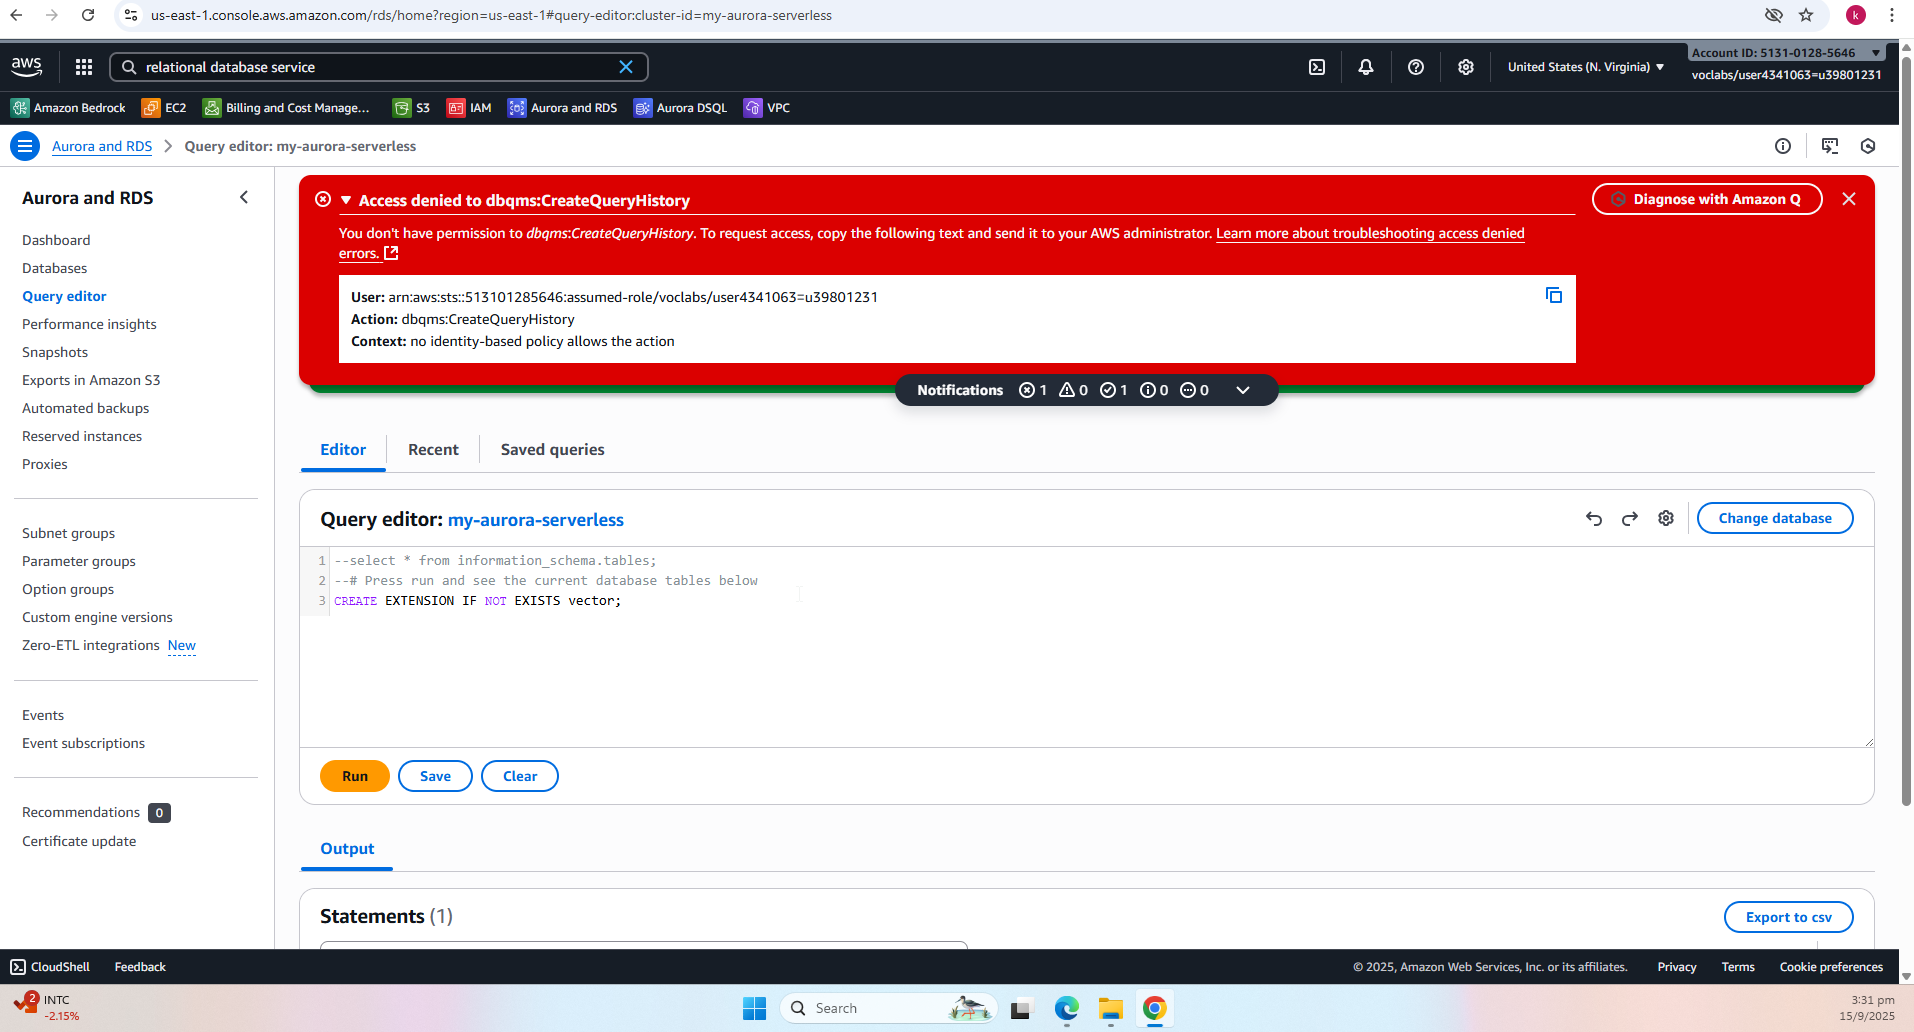 us-east-1.console.aws.amazon.com/rds/home?region=us-east-1#query-editor:cluster-id=my-aurora-serverless
k
aws
relational database service
United States (N. Virginia)
Account ID: 5131-0128-5646
voclabs/user4341063=u39801231
Amazon Bedrock
EC2
Billing and Cost Manage...
S3
IAM
Aurora and RDS
Aurora DSQL
VPC
Aurora and RDS
Query editor: my-aurora-serverless
Aurora and RDS
Dashboard
Databases
Query editor
Performance insights
Snapshots
Exports in Amazon S3
Automated backups
Reserved instances
Proxies
Subnet groups
Parameter groups
Option groups
Custom engine versions
Zero-ETL integrations New
Events
Event subscriptions
Recommendations 0
Certificate update
Access denied to dbqms:CreateQueryHistory
Diagnose with Amazon Q
You don't have permission to dbqms:CreateQueryHistory. To request access, copy the following text and send it to your AWS administrator. Learn more about troubleshooting access denied
errors.
User: arn:aws:sts::513101285646:assumed-role/voclabs/user4341063=u39801231
Action: dbqms:CreateQueryHistory
Context: no identity-based policy allows the action
Notifications 1 0 1 0 0
Editor
Recent
Saved queries
Query editor: my-aurora-serverless
Change database
1 --select * from information_schema.tables;
2 --# Press run and see the current database tables below
3 CREATE EXTENSION IF NOT EXISTS vector;
Run
Save
Clear
Output
Statements (1)
Export to csv
CloudShell
Feedback
© 2025, Amazon Web Services, Inc. or its affiliates.
Privacy
Terms
Cookie preferences
2
INTC
-2.15%
Search
3:31 pm
15/9/2025